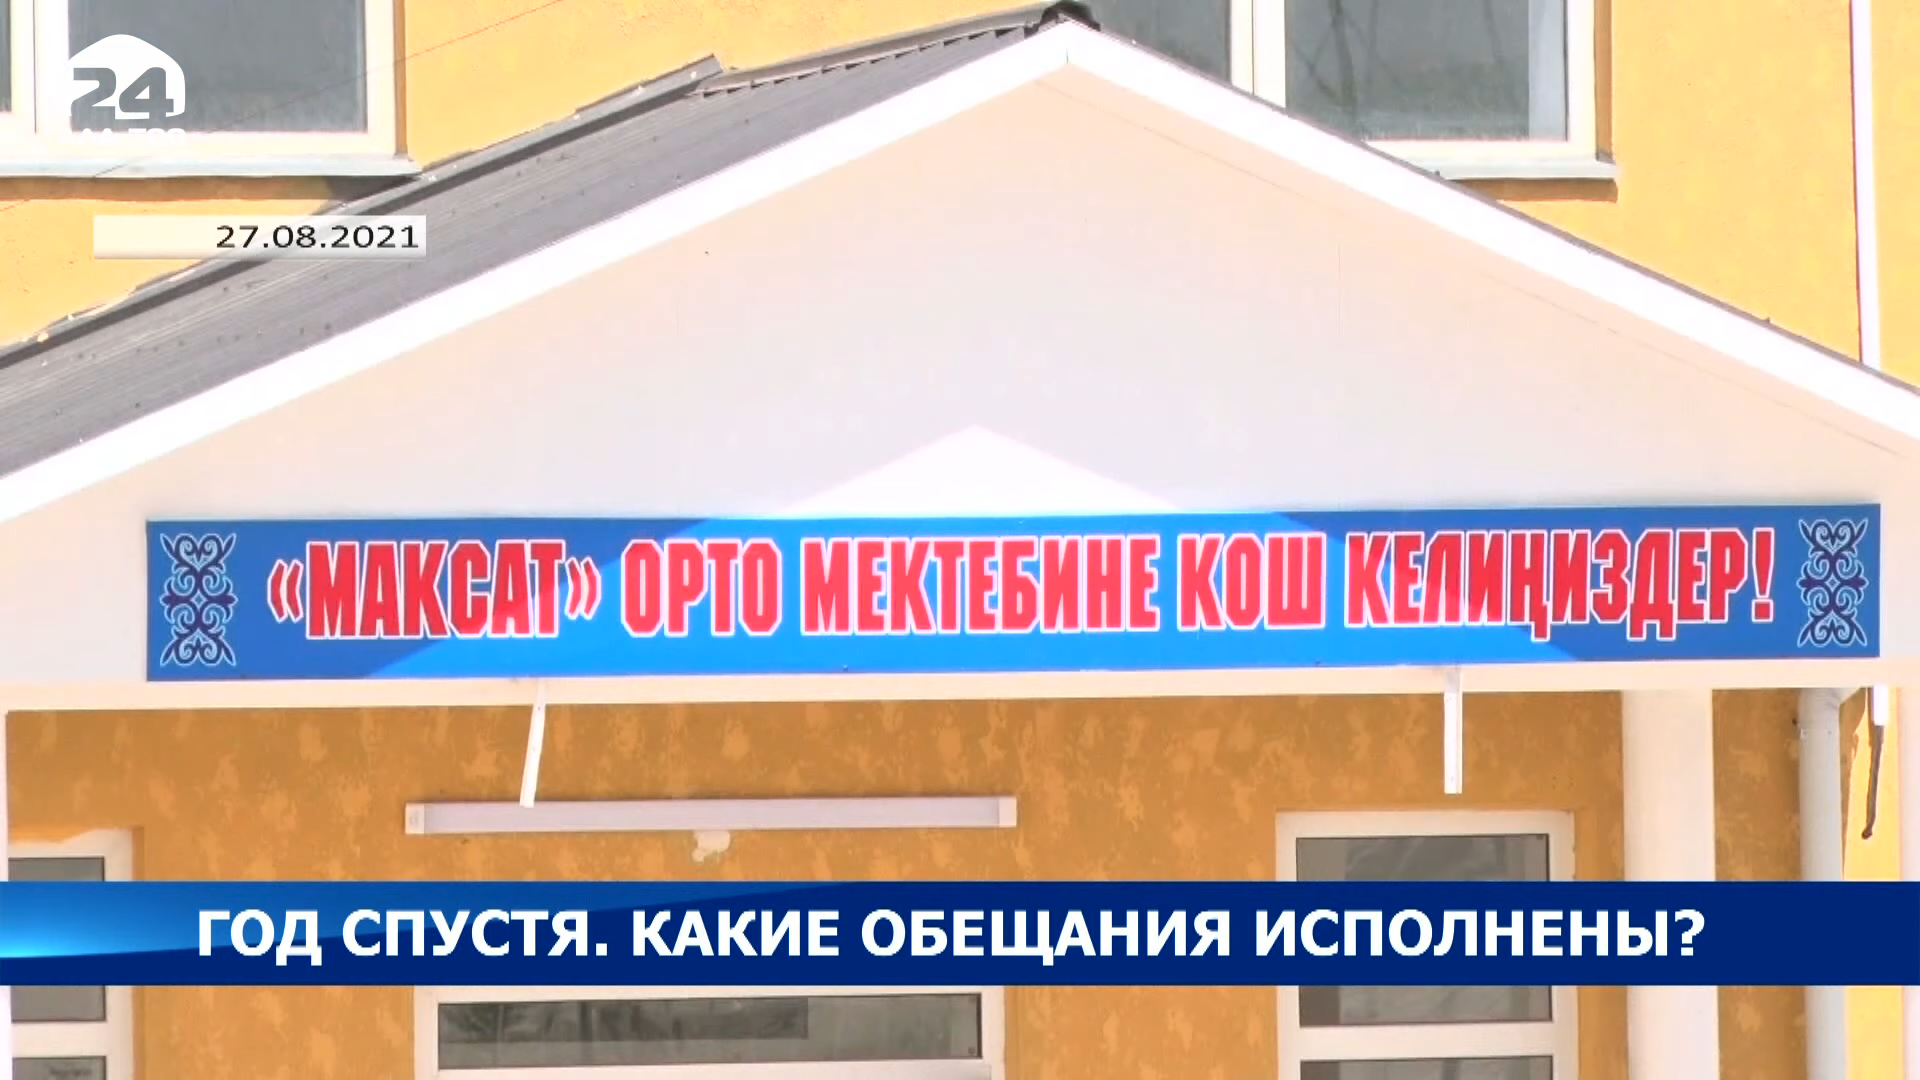 24
27.08.2021
«МАКСАТ» ОРТО МЕКТЕБИНЕ КОШ КЕЛИҢИЗДЕР!
ГОД СПУСТЯ. КАКИЕ ОБЕЩАНИЯ ИСПОЛНЕНЫ?